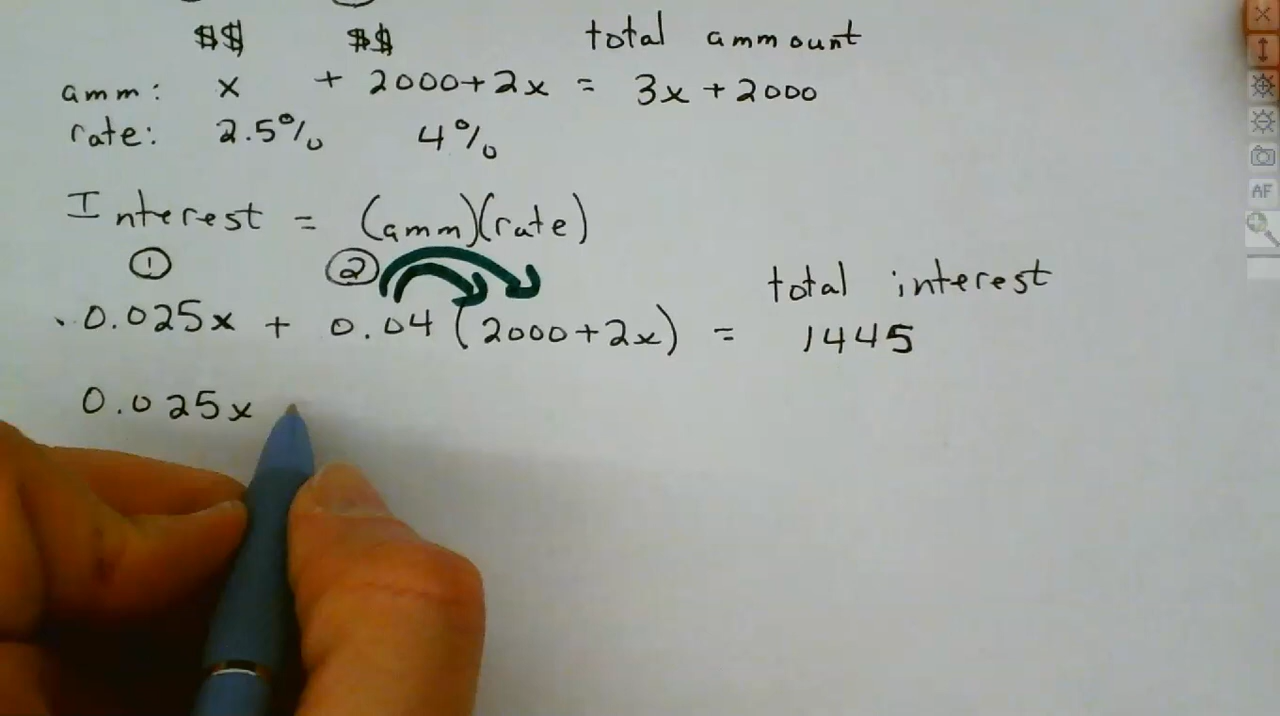 $$ $$ total ammount
amm: x + 2000+2x = 3x+2000
rate: 2.5% 4%
Interest = (amm)(rate)
① ② total interest
0.025x + 0.04 (2000+2x) = 1445
0.025x
AF